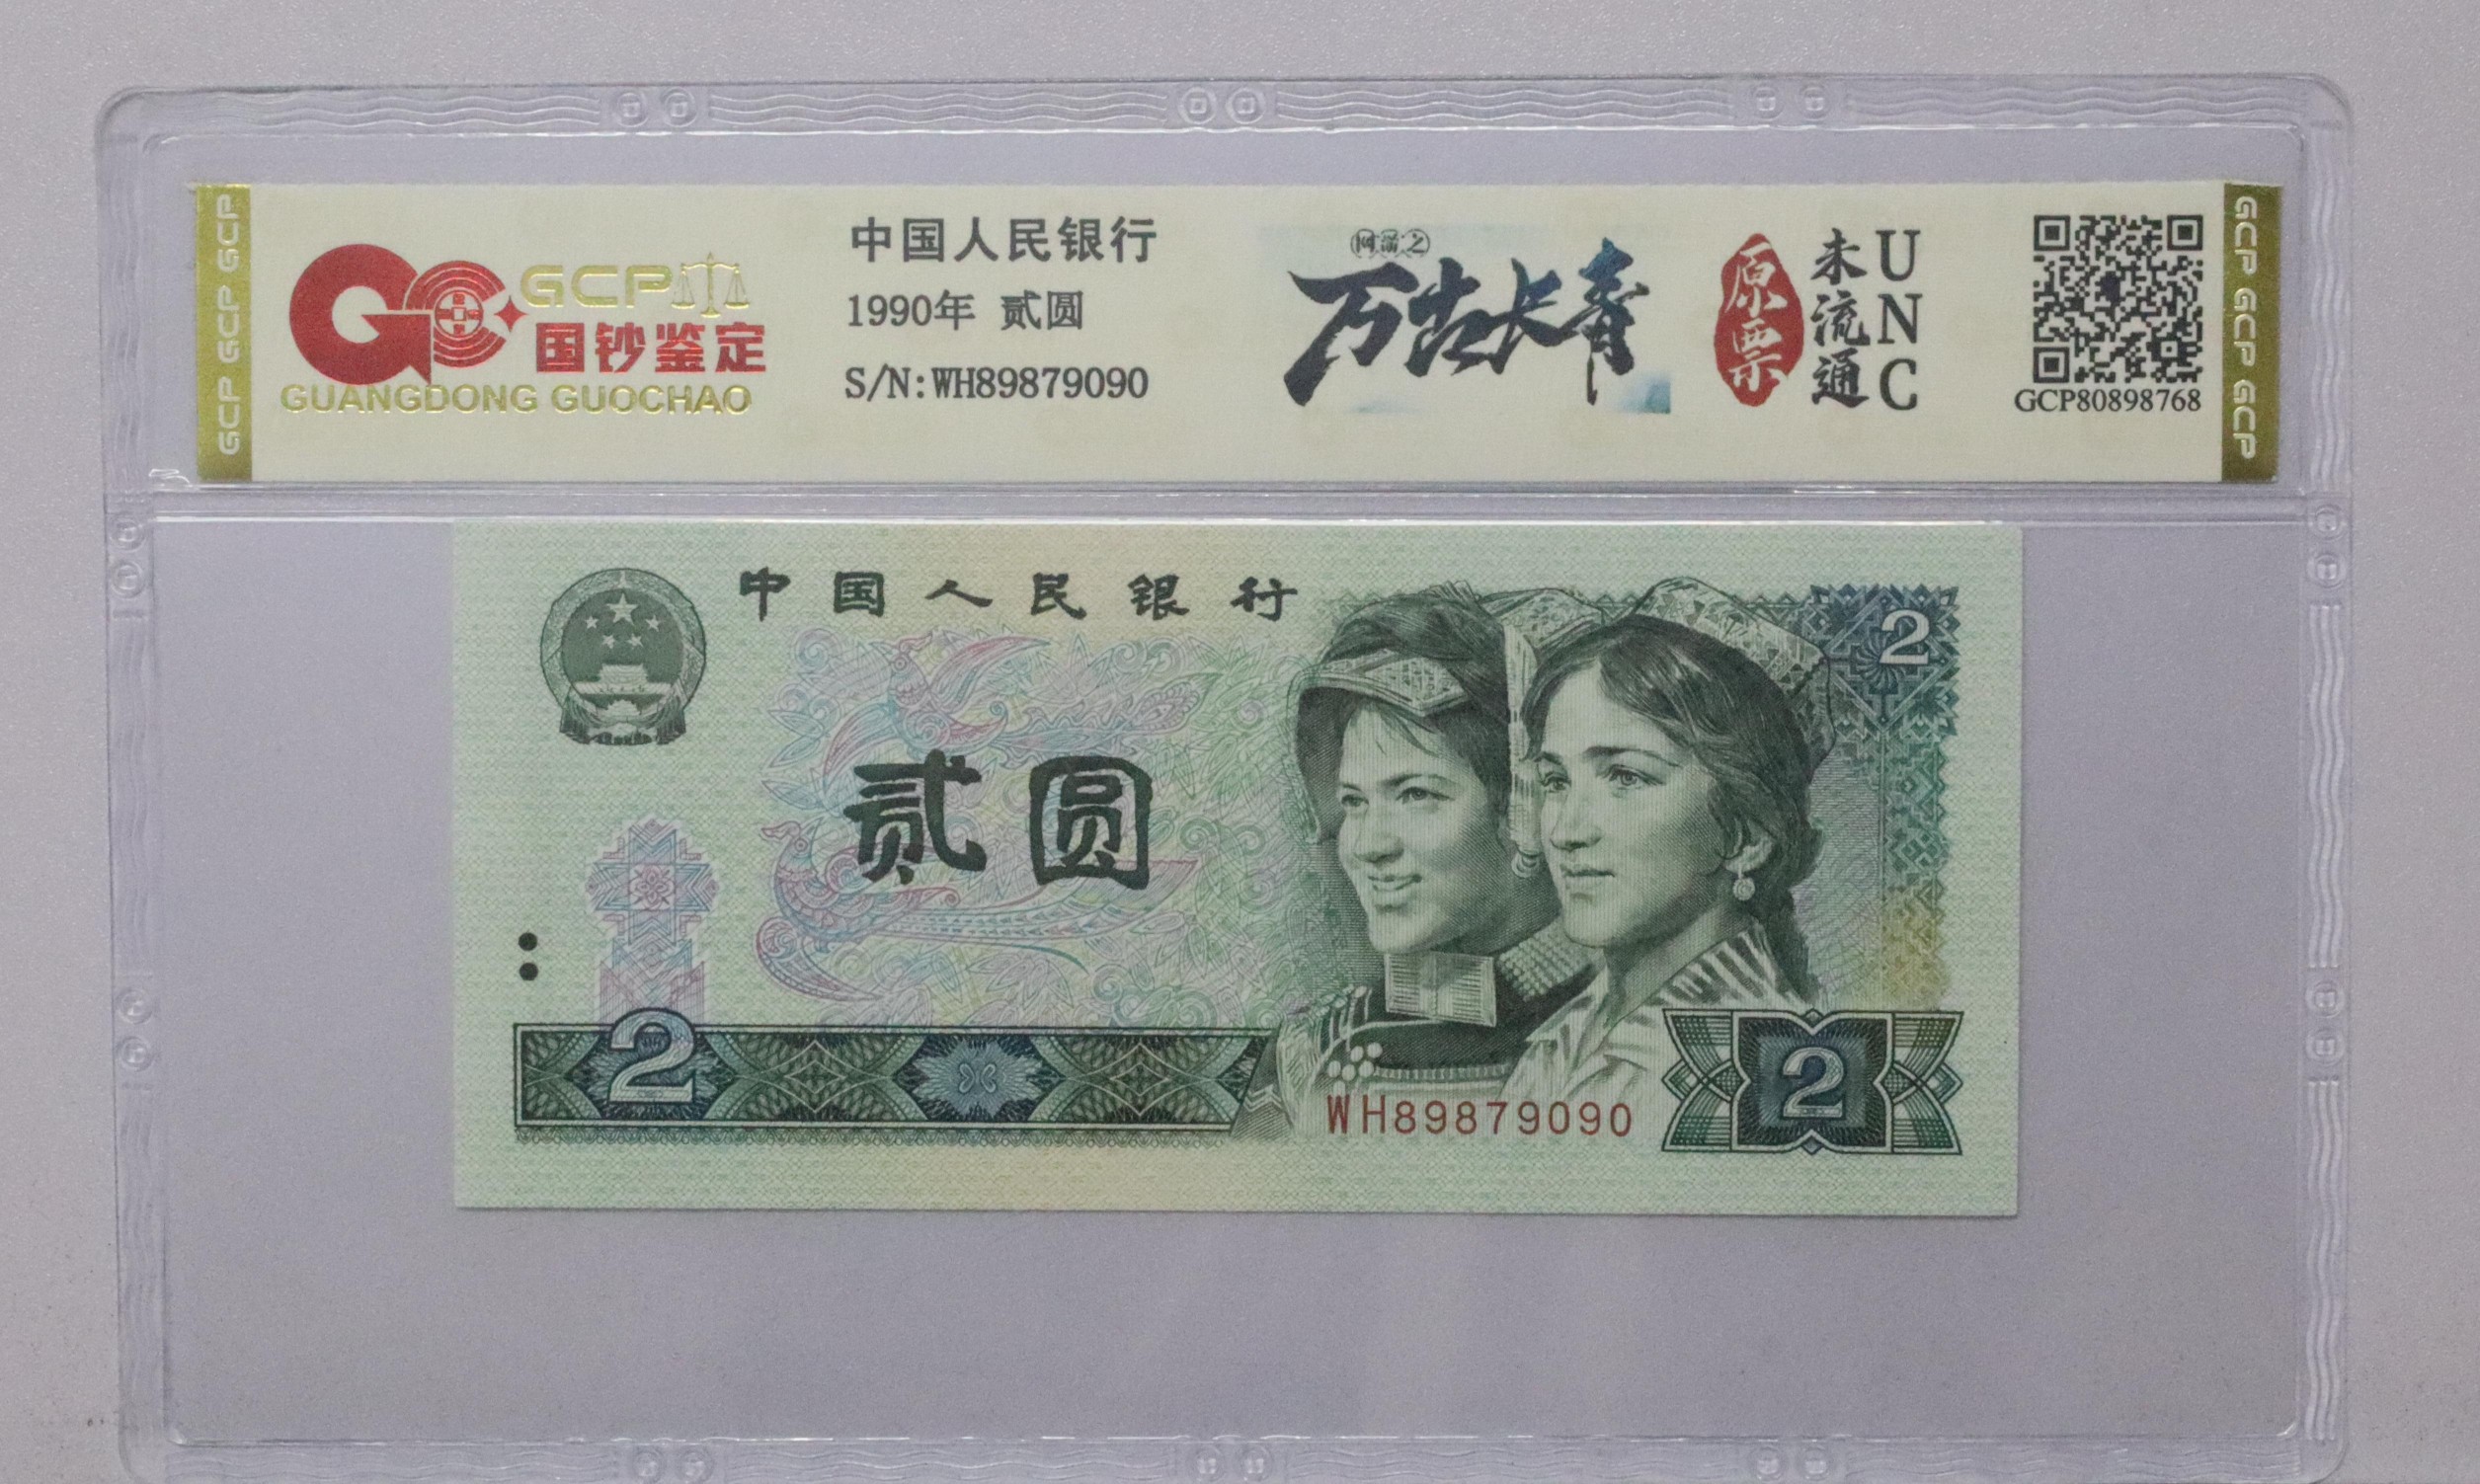 GCP GCP GCP
GCP
国钞鉴定
GUANGDONG GUOCHAO
中国人民银行
1990年 贰圆
S/N:WH89879090
万古长青
原票
未流通
UNC
GCP80898768
GCP GCP GCP
中国人民银行
2
贰圆
2
WH89879090
2